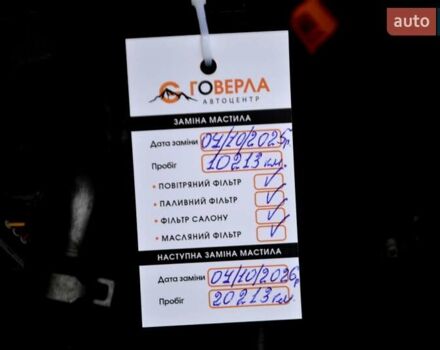 auto
ГОВЕРЛА
АВТОЦЕНТР
ЗАМІНА МАСТИЛА
Дата заміни 07/10/2025р.
Пробіг 10213 км.
• ПОВІТРЯНИЙ ФІЛЬТР ✓
• ПАЛИВНИЙ ФІЛЬТР ✓
• ФІЛЬТР САЛОНУ ✓
• МАСЛЯНИЙ ФІЛЬТР ✓
НАСТУПНА ЗАМІНА МАСТИЛА
Дата заміни 07/10/2026р
Пробіг 20213 км